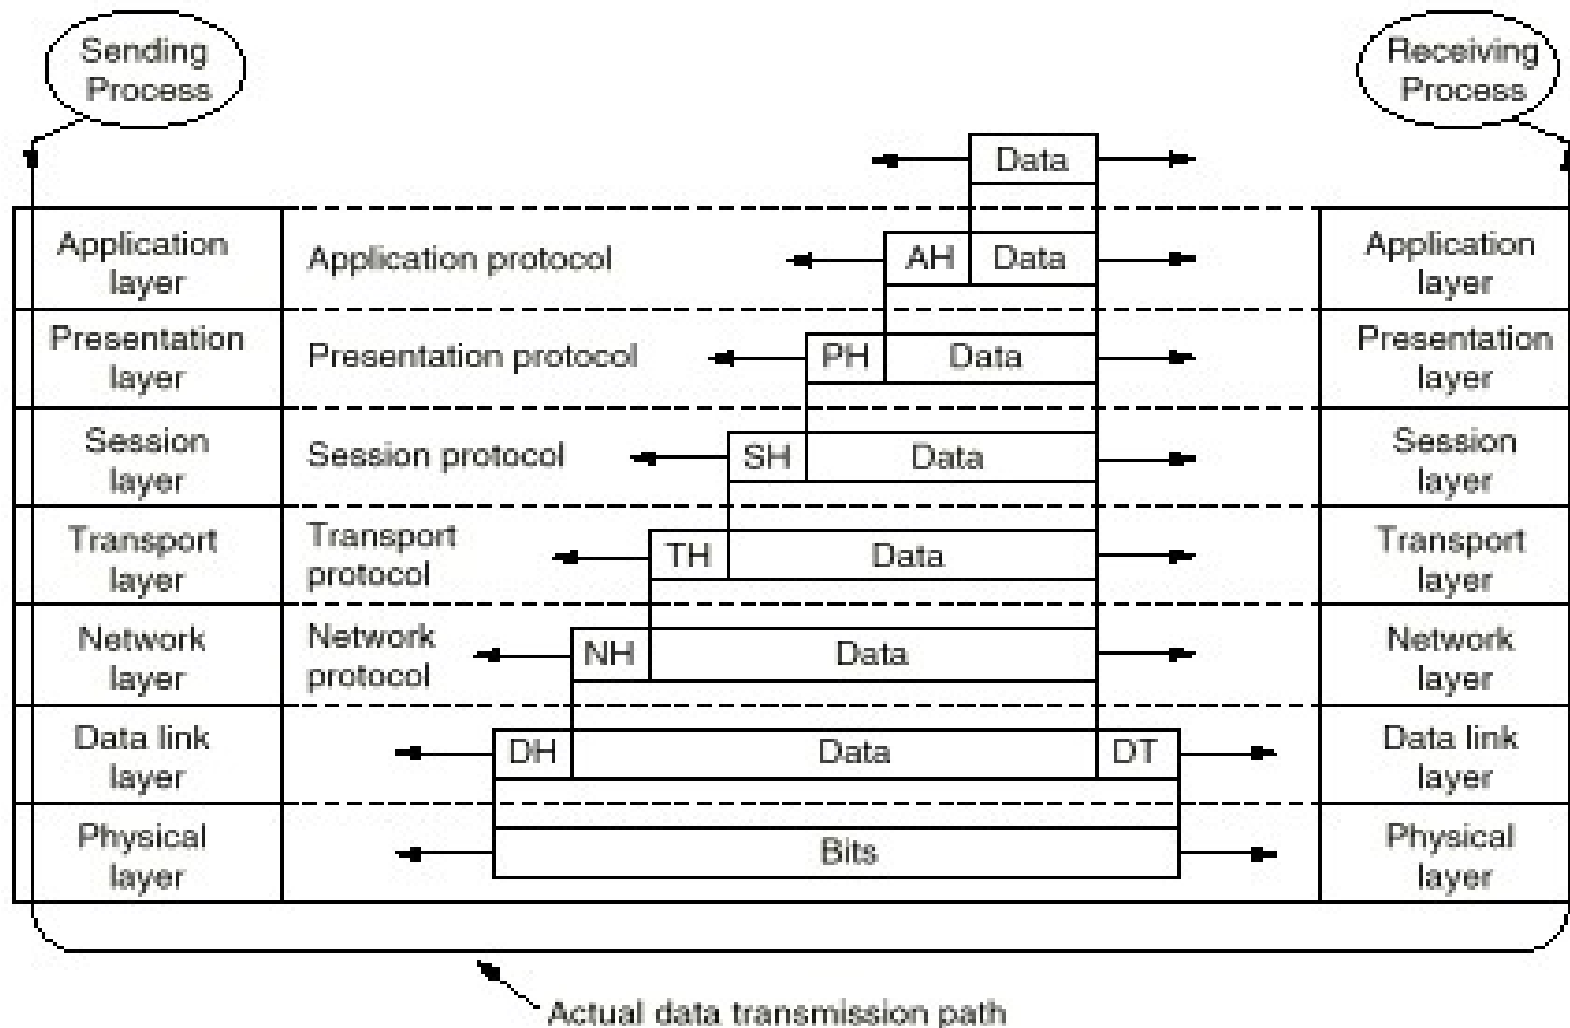 Sending
Process
Receiving
Process
Data
Application
layer
Application protocol
AH
Data
Application
layer
Presentation
layer
Presentation protocol
PH
Data
Presentation
layer
Session
layer
Session protocol
SH
Data
Session
layer
Transport
layer
Transport
protocol
TH
Data
Transport
layer
Network
layer
Network
protocol
NH
Data
Network
layer
Data link
layer
DH
Data
DT
Data link
layer
Physical
layer
Bits
Physical
layer
Actual data transmission path